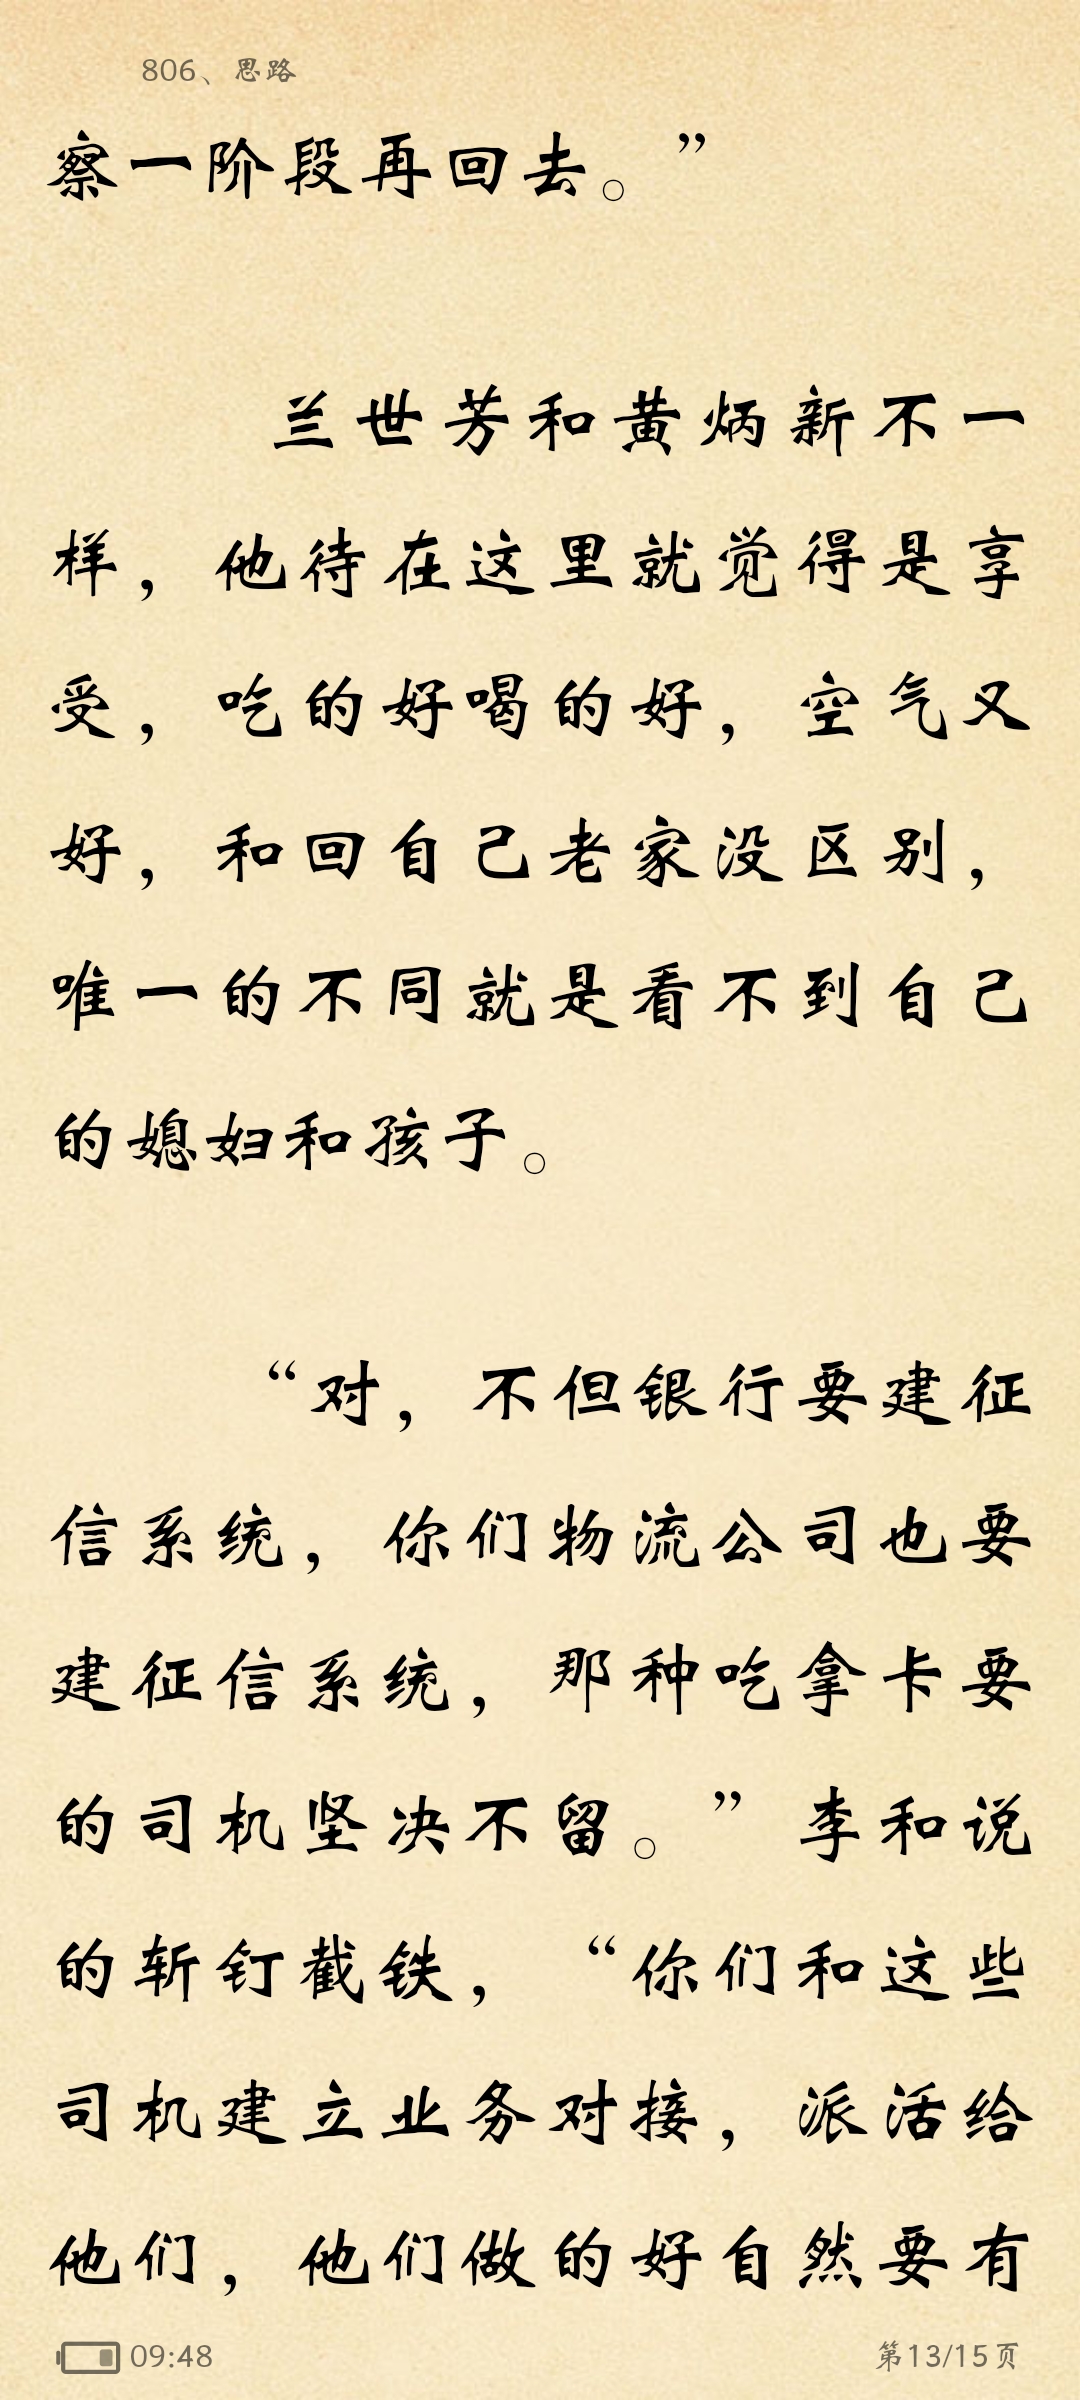 806、思路
察一阶段再回去。”
兰世芳和黄炳新不一
样，他待在这里就觉得是享
受，吃的好喝的好，空气又
好，和回自己老家没区别，
唯一的不同就是看不到自己
的媳妇和孩子。
“对，不但银行要建征
信系统，你们物流公司也要
建征信系统，那种吃拿卡要
的司机坚决不留。”李和说
的斩钉截铁，“你们和这些
司机建立业务对接，派活给
他们，他们做的好自然要有
09:48
第13/15页